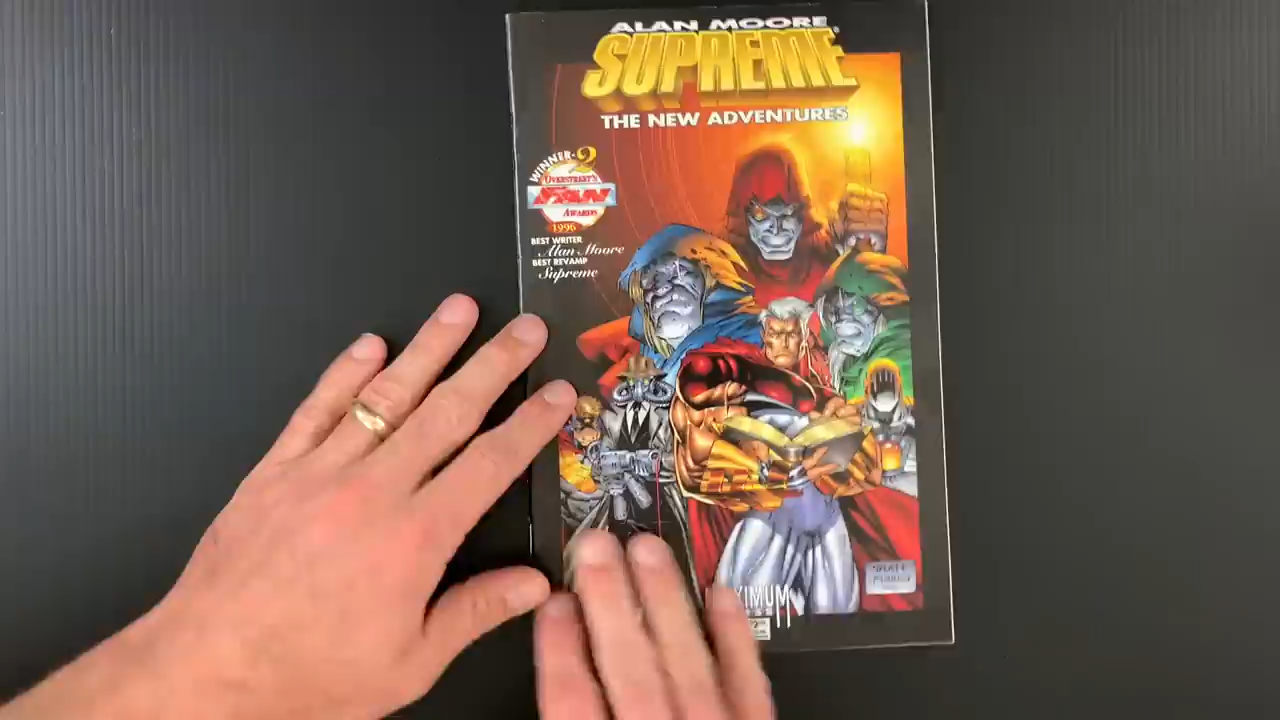 ALAN MOORE
SUPREME
THE NEW ADVENTURES
WINNER-2
OVERSTREET'S
FAN
AWARDS
1996
BEST WRITER
Alan Moore
BEST REVAMP
Supreme